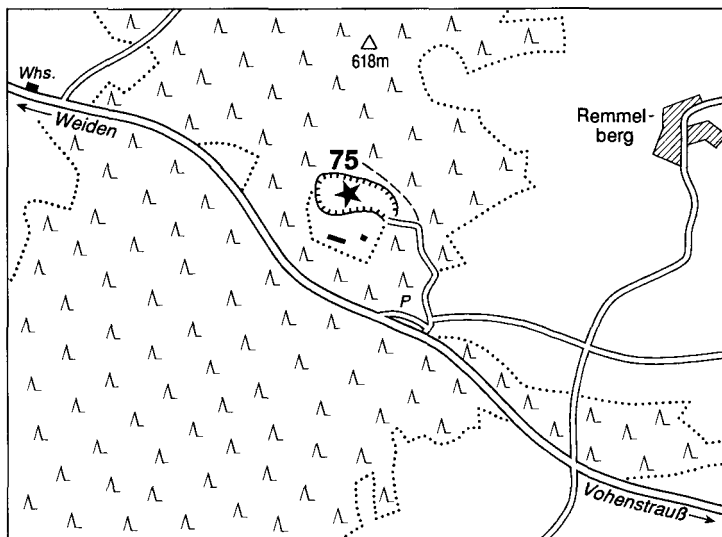 618m
Whs.
Weiden
Remmel-
berg
75
P
Vohenstrauß